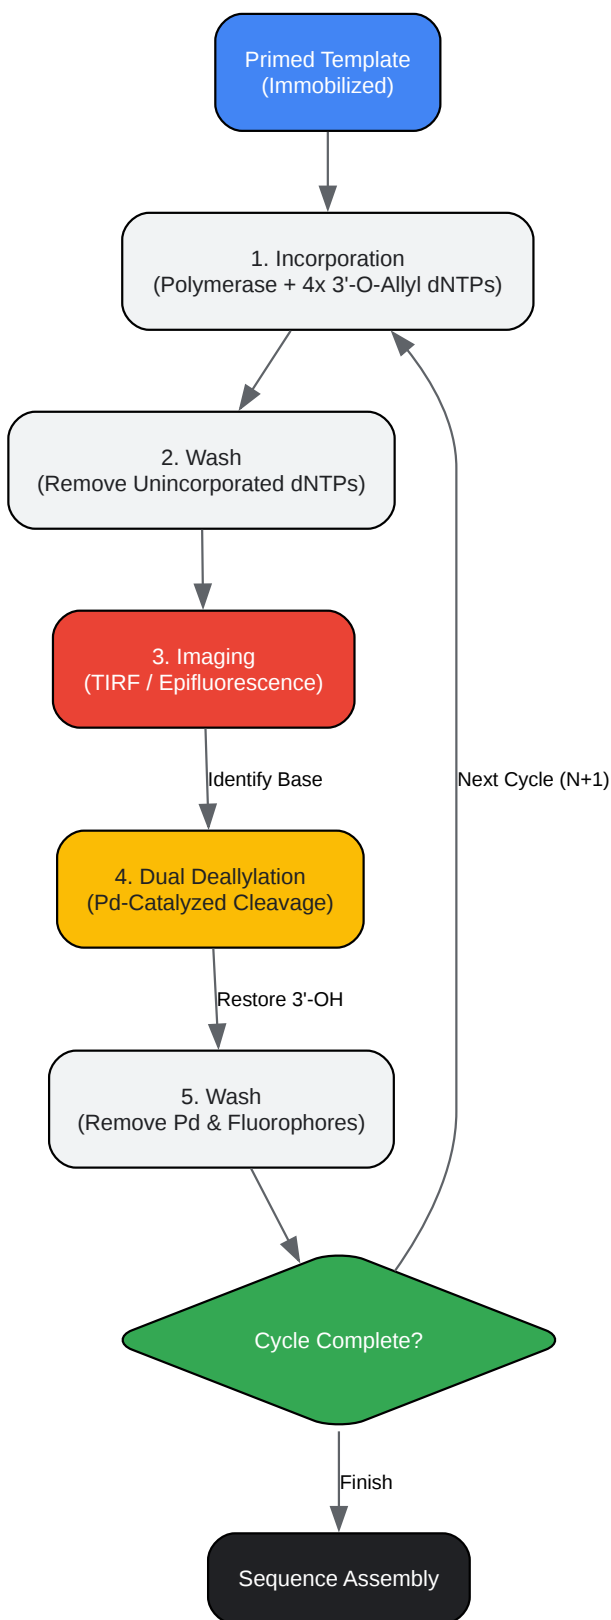 Primed Template
(Immobilized)
1. Incorporation
(Polymerase + 4x 3'-O-Allyl dNTPs)
2. Wash
(Remove Unincorporated dNTPs)
3. Imaging
(TIRF / Epifluorescence)
Identify Base
Next Cycle (N+1)
4. Dual Deallylation
(Pd-Catalyzed Cleavage)
Restore 3'-OH
5. Wash
(Remove Pd & Fluorophores)
Cycle Complete?
Finish
Sequence Assembly